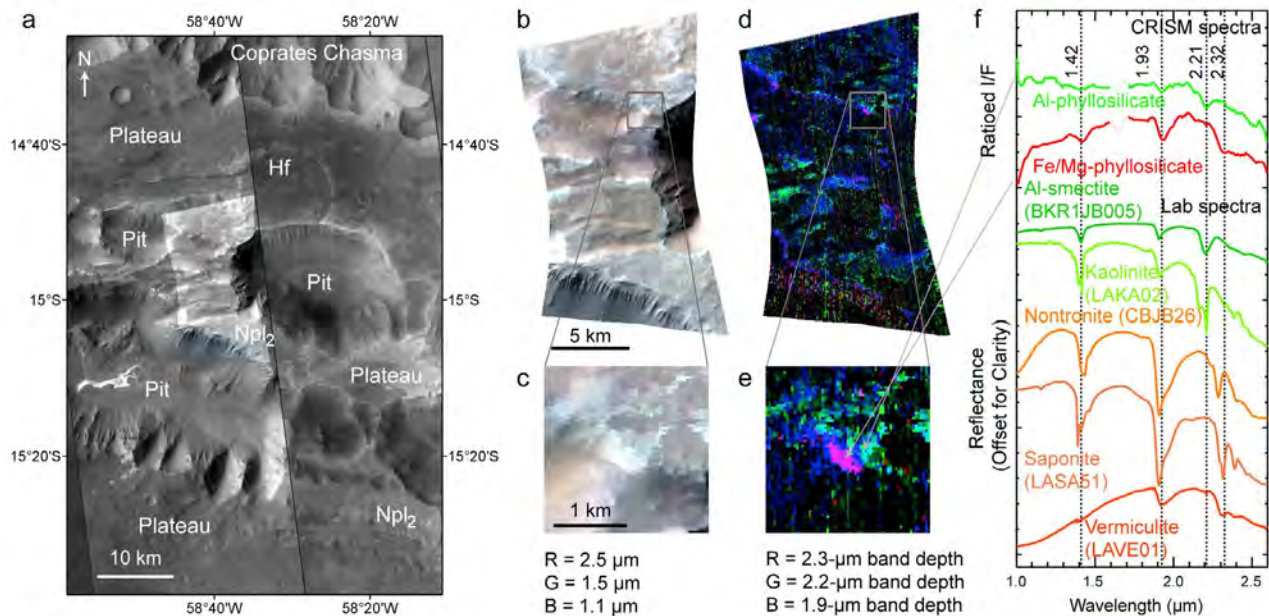 a
58°40'W
58°20'W
N
Coprates Chasma
Plateau
14°40'S
Hf
Pit
Pit
15°S
Npl2
Pit
Plateau
15°20'S
Plateau
Npl2
10 km
58°40'W
58°20'W
b
14°40'S
15°S
15°20'S
5 km
c
1 km
R = 2.5 µm
G = 1.5 µm
B = 1.1 µm
d
e
R = 2.3-µm band depth
G = 2.2-µm band depth
B = 1.9-µm band depth
f
CRISM spectra
1.42
1.93
2.21
2.32
Al-phyllosilicate
Fe/Mg-phyllosilicate
Al-smectite
(BKR1JB005)
Lab spectra
Kaolinite
(LAKA02)
Nontronite (CBJB26)
Saponite
(LASA51)
Vermiculite
(LAVE01)
Ratioed I/F
Reflectance
(Offset for Clarity)
1.0
1.5
2.0
2.5
Wavelength (µm)